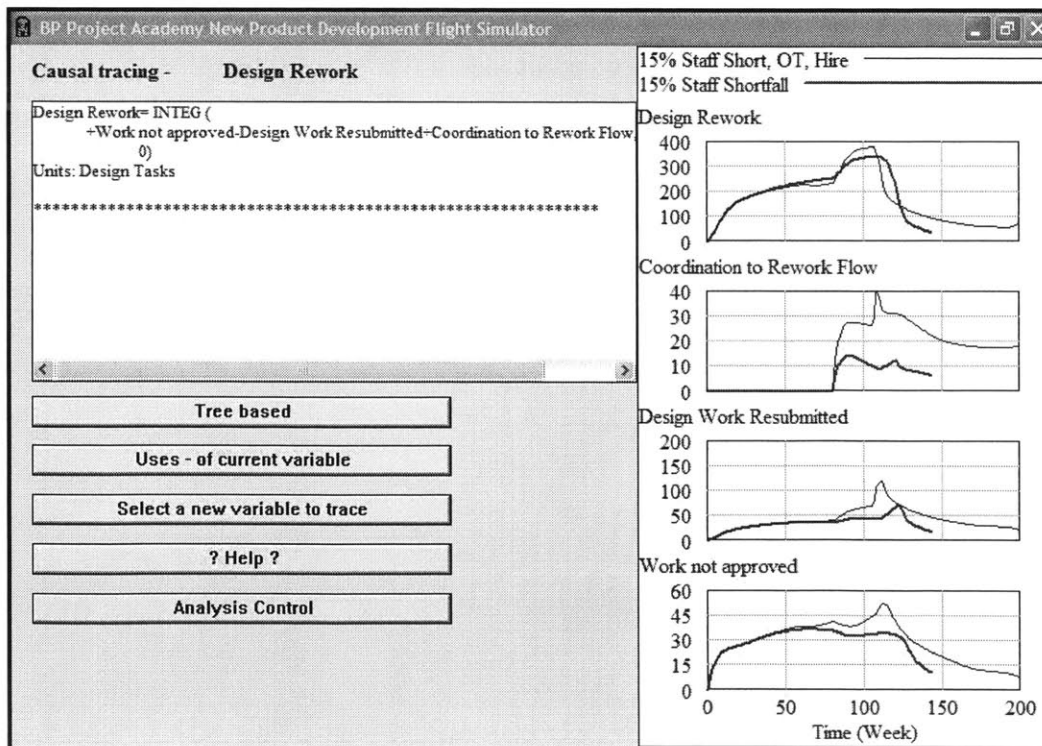 BP Project Academy New Product Development Flight Simulator
Causal tracing - Design Rework
Design Rework= INTEG (
+Work not approved-Design Work Resubmitted+Coordination to Rework Flow,
0)
Units: Design Tasks
*************************************************************
Tree based
Uses - of current variable
Select a new variable to trace
? Help ?
Analysis Control
15% Staff Short, OT, Hire
15% Staff Shortfall
Design Rework
400
300
200
100
0
Coordination to Rework Flow
40
30
20
10
0
Design Work Resubmitted
200
150
100
50
0
Work not approved
60
45
30
15
0
0 50 100 150 200
Time (Week)